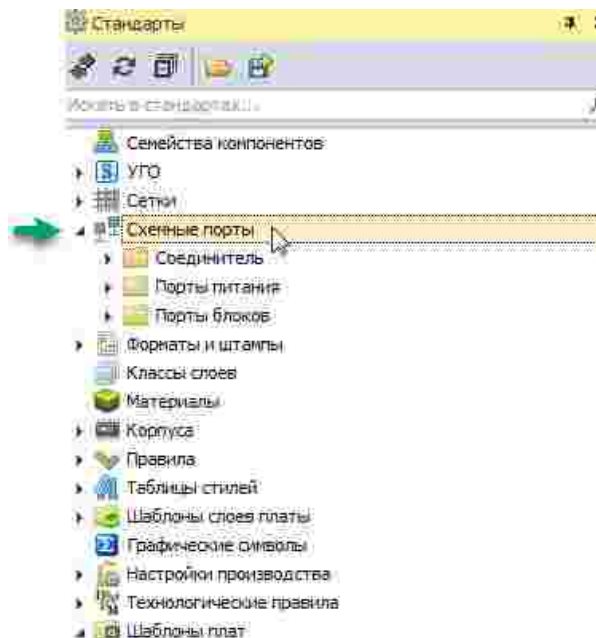 Стандарты
Искать в стандартах...
Семейства компонентов
УГО
Сетки
Схемные порты
Соединитель
Порты питания
Порты блоков
Форматы и штампы
Классы слоев
Материалы
Корпуса
Правила
Таблицы стилей
Шаблоны слоев платы
Графические символы
Настройки производства
Технологические правила
Шаблоны плат